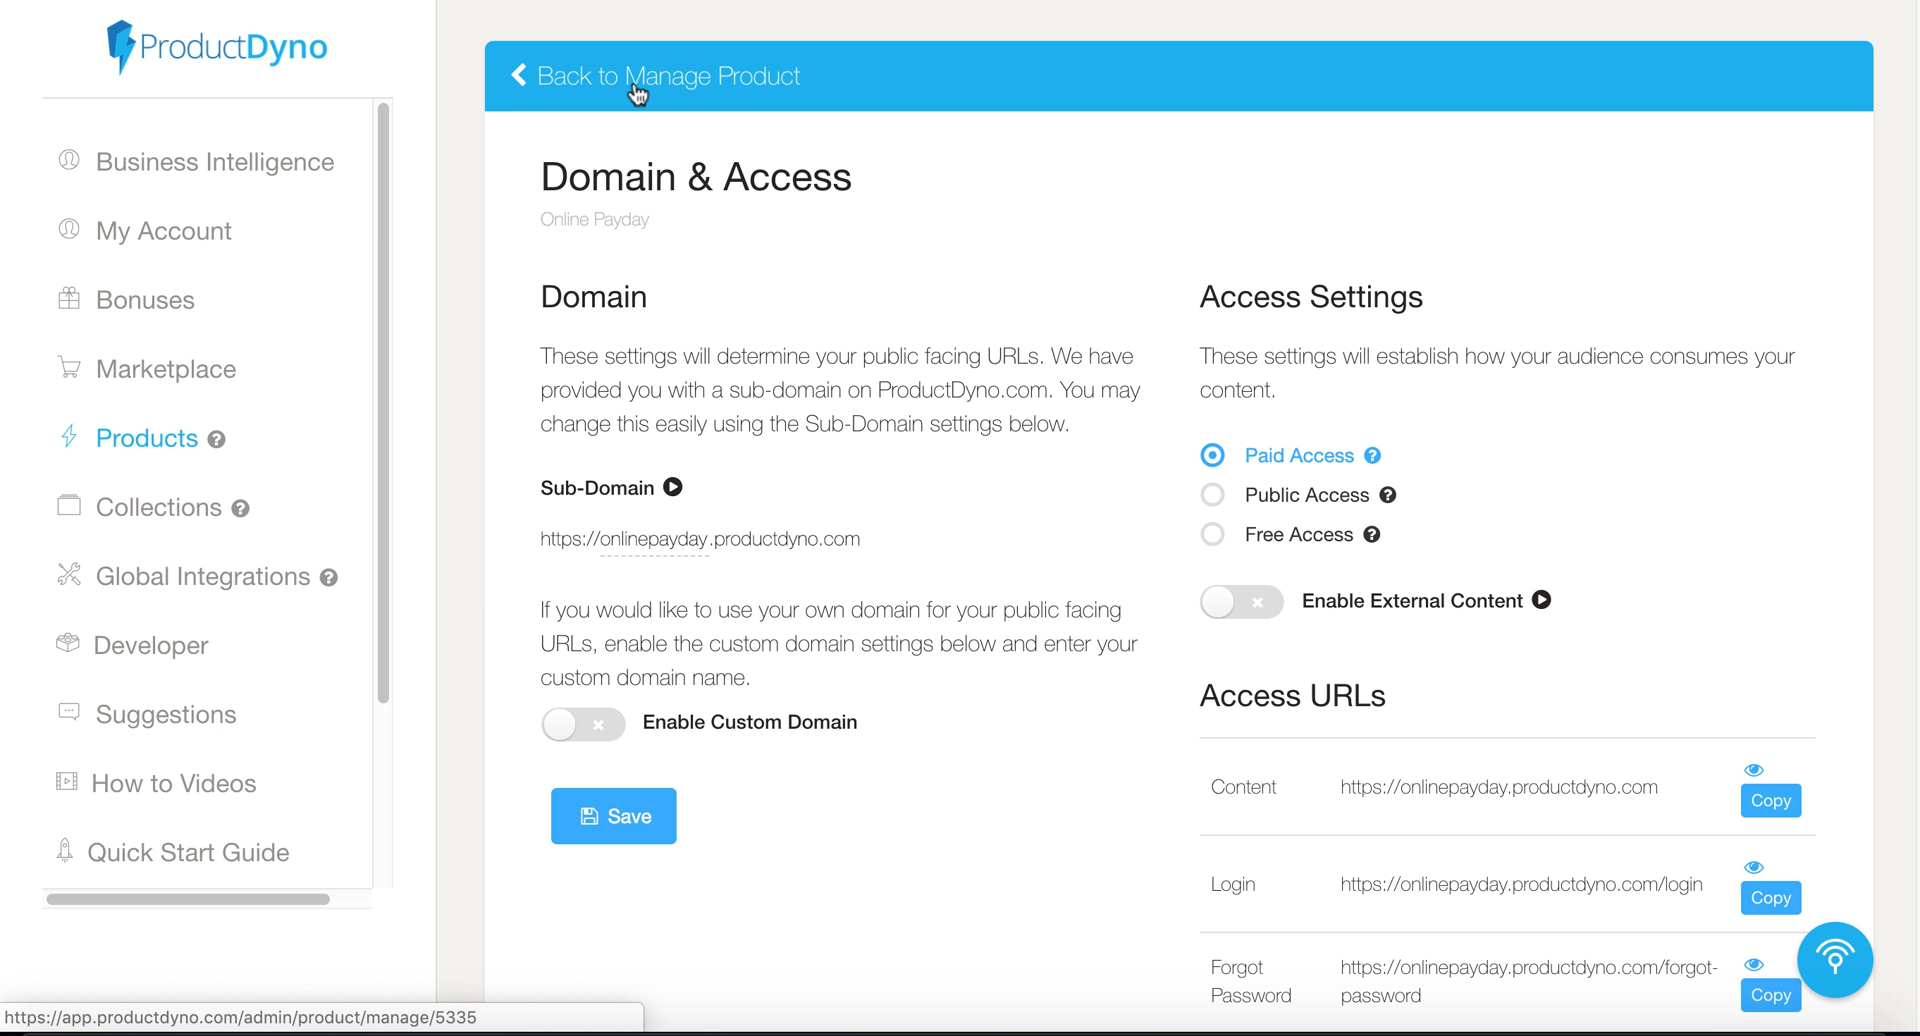 ProductDyno
Business Intelligence
My Account
Bonuses
Marketplace
Products
Collections
Global Integrations
Developer
Suggestions
How to Videos
Quick Start Guide
Back to Manage Product
Domain & Access
Online Payday
Domain
These settings will determine your public facing URLs. We have
provided you with a sub-domain on ProductDyno.com. You may
change this easily using the Sub-Domain settings below.
Sub-Domain
https://onlinepayday.productdyno.com
If you would like to use your own domain for your public facing
URLs, enable the custom domain settings below and enter your
custom domain name.
Enable Custom Domain
Save
Access Settings
These settings will establish how your audience consumes your
content.
Paid Access
Public Access
Free Access
Enable External Content
Access URLs
Content https://onlinepayday.productdyno.com Copy
Login https://onlinepayday.productdyno.com/login Copy
Forgot https://onlinepayday.productdyno.com/forgot-
Password password Copy
https://app.productdyno.com/admin/product/manage/5335